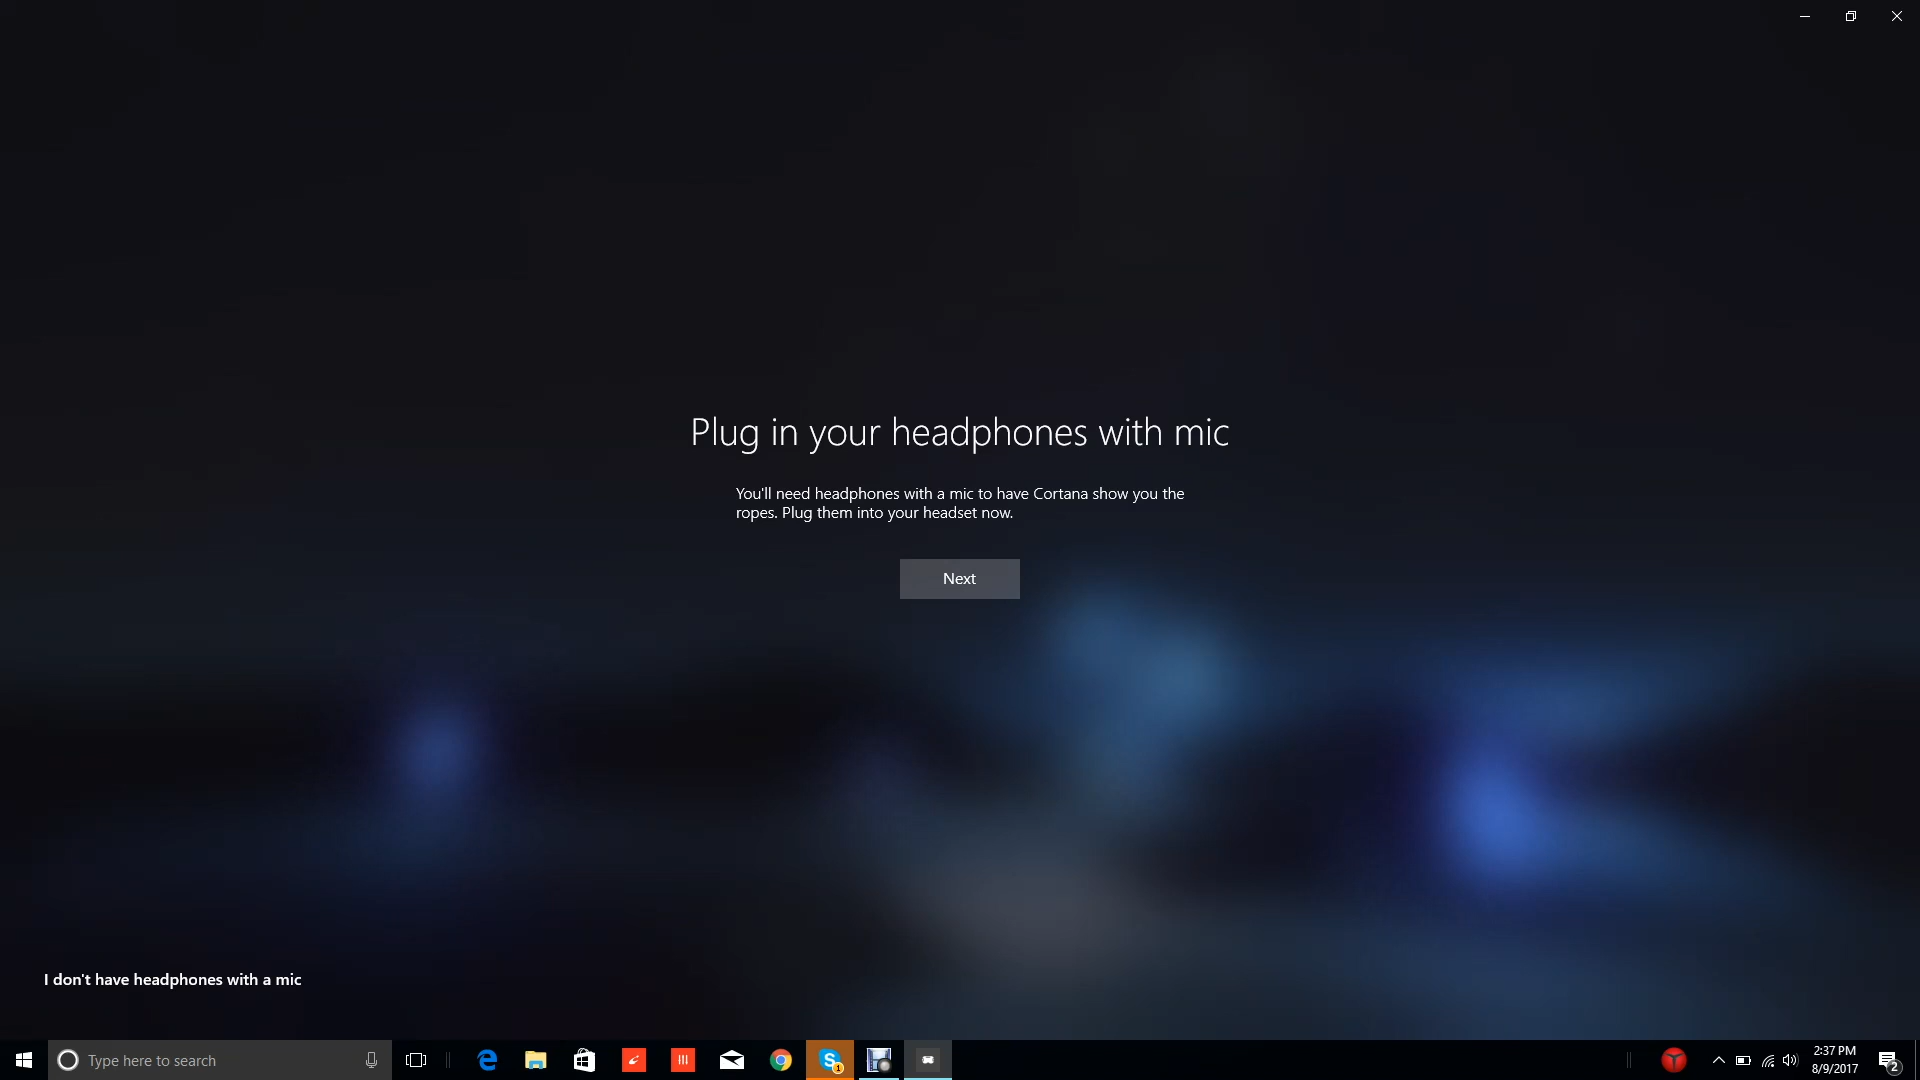 Plug in your headphones with mic
You'll need headphones with a mic to have Cortana show you the
ropes. Plug them into your headset now.
Next
I don't have headphones with a mic
Type here to search
S
1
2:37 PM
8/9/2017
2